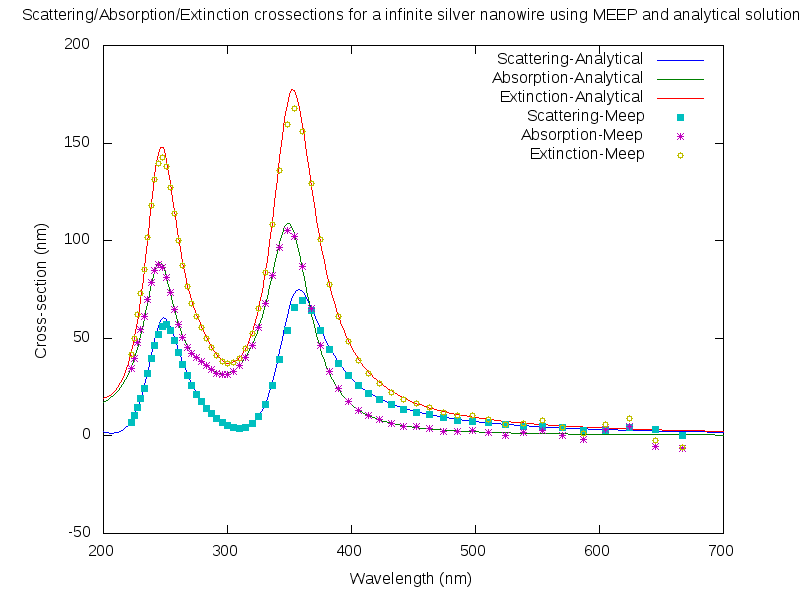 Scattering/Absorption/Extinction crossections for a infinite silver nanowire using MEEP and analytical solution
200
150
100
50
0
-50
Cross-section (nm)
Scattering-Analytical
Absorption-Analytical
Extinction-Analytical
Scattering-Meep
Absorption-Meep
Extinction-Meep
200 300 400 500 600 700
Wavelength (nm)